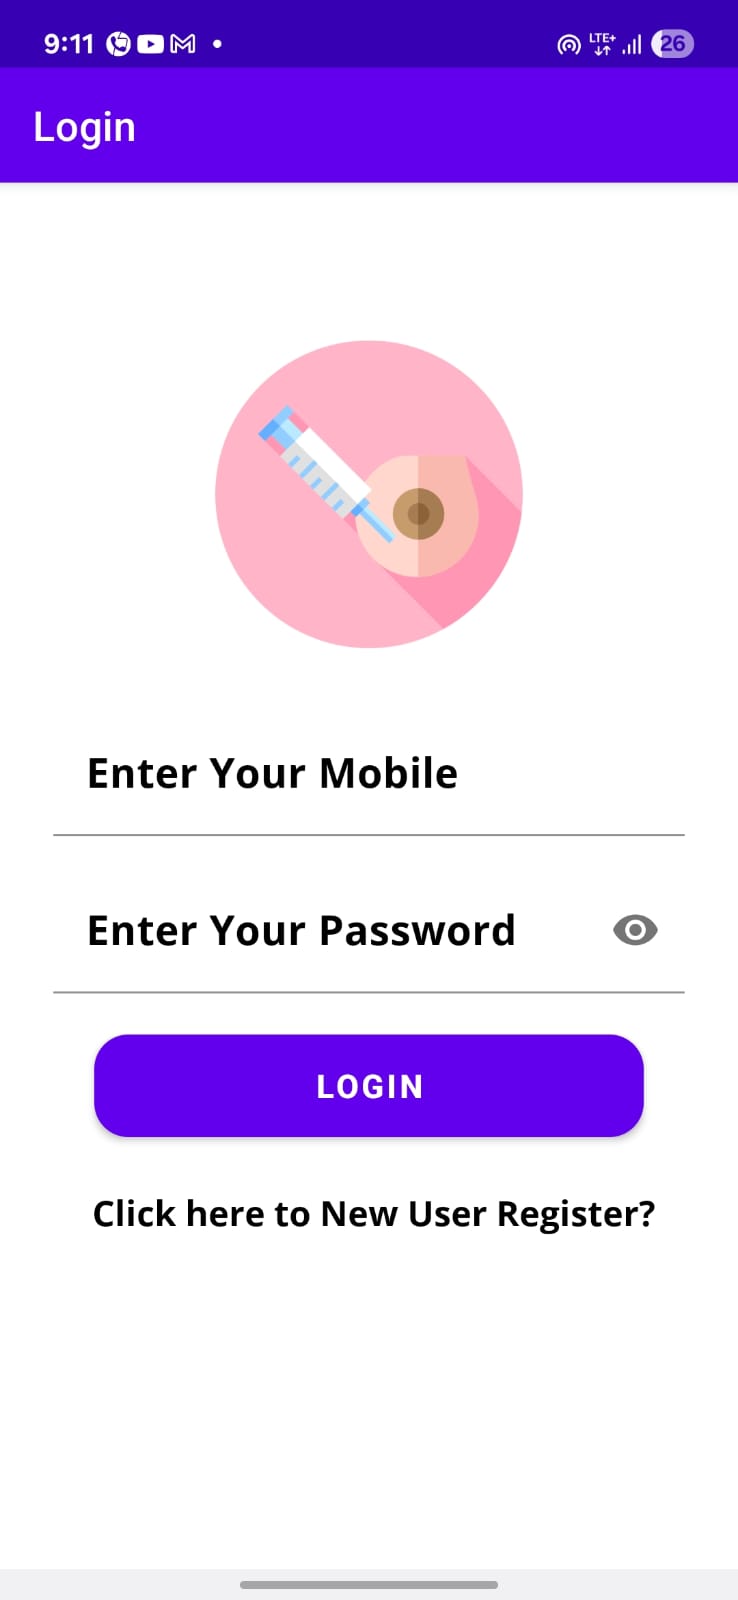 9:11
LTE+
26
Login
Enter Your Mobile
Enter Your Password
LOGIN
Click here to New User Register?